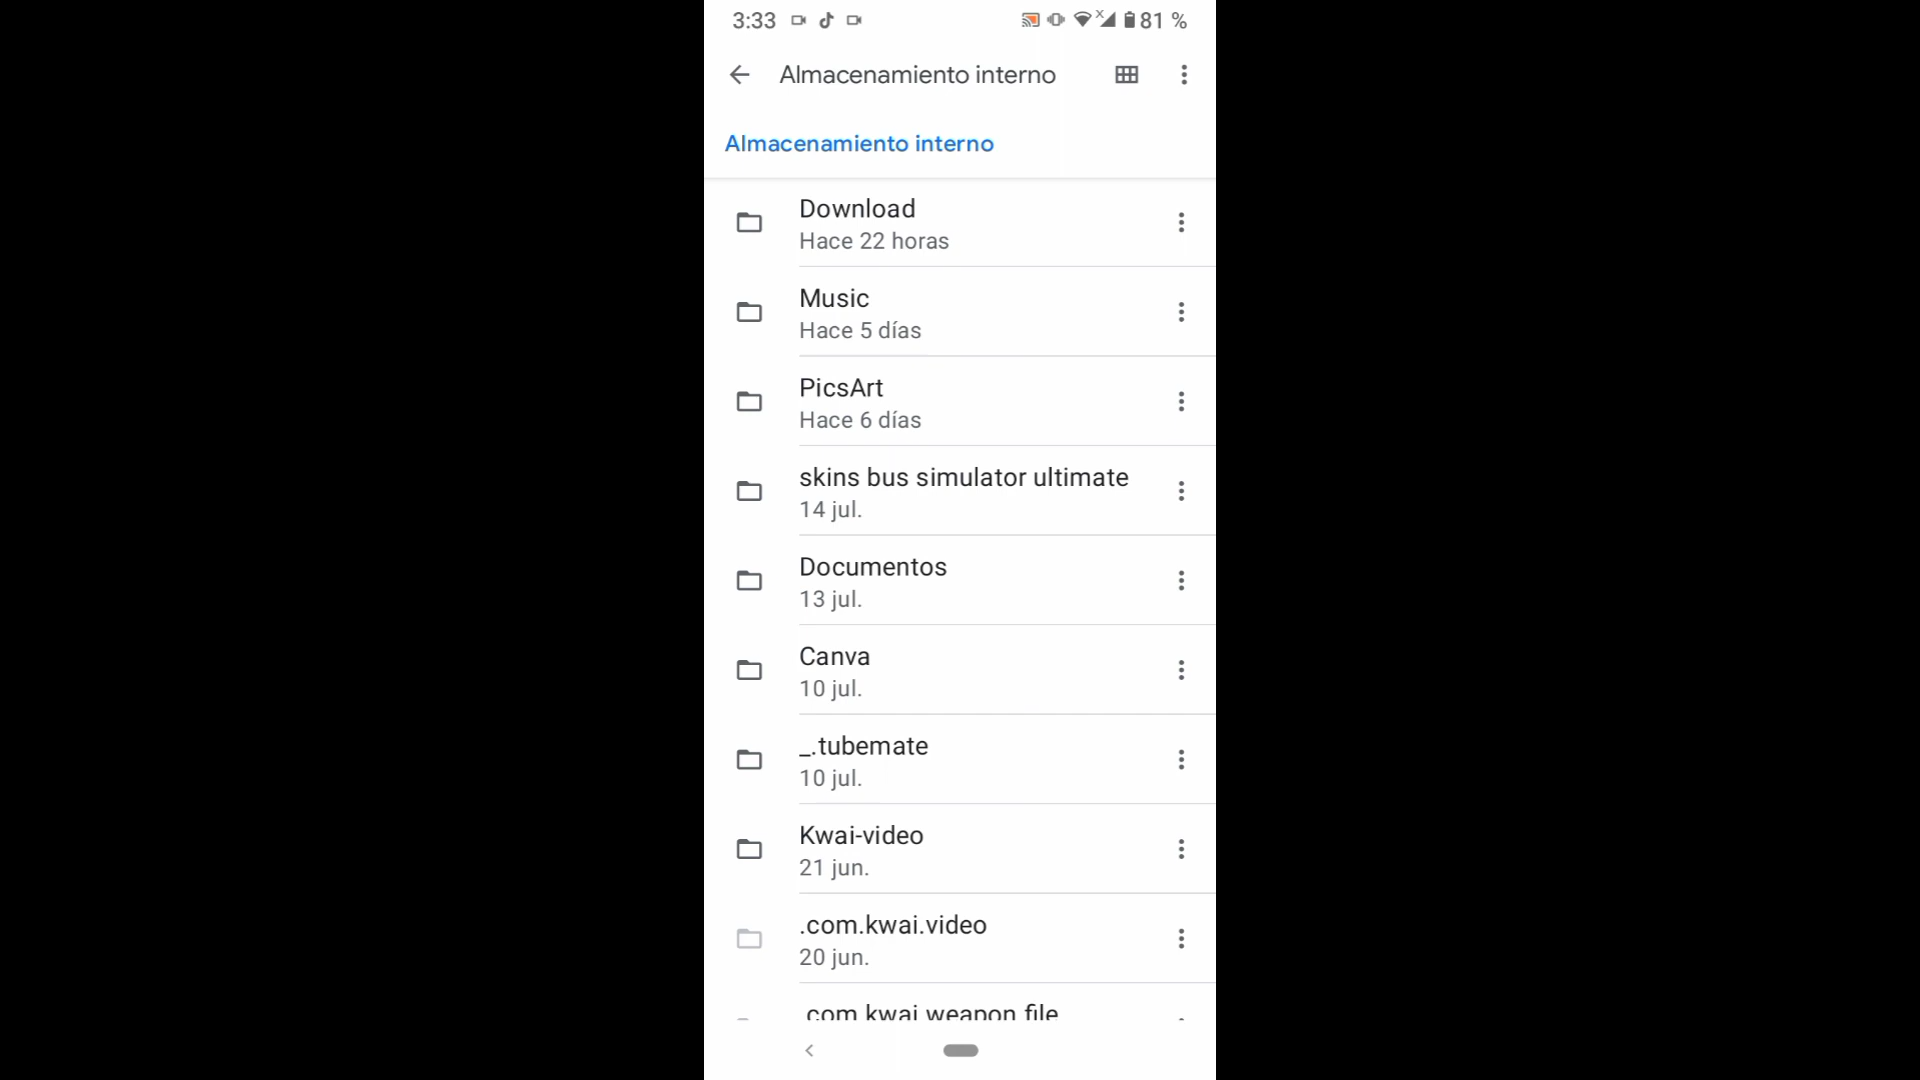 3:33 81 %
Almacenamiento interno
Almacenamiento interno
Download
Hace 22 horas
Music
Hace 5 días
PicsArt
Hace 6 días
skins bus simulator ultimate
14 jul.
Documentos
13 jul.
Canva
10 jul.
_.tubemate
10 jul.
Kwai-video
21 jun.
.com.kwai.video
20 jun.
.com.kwai.weapon.file